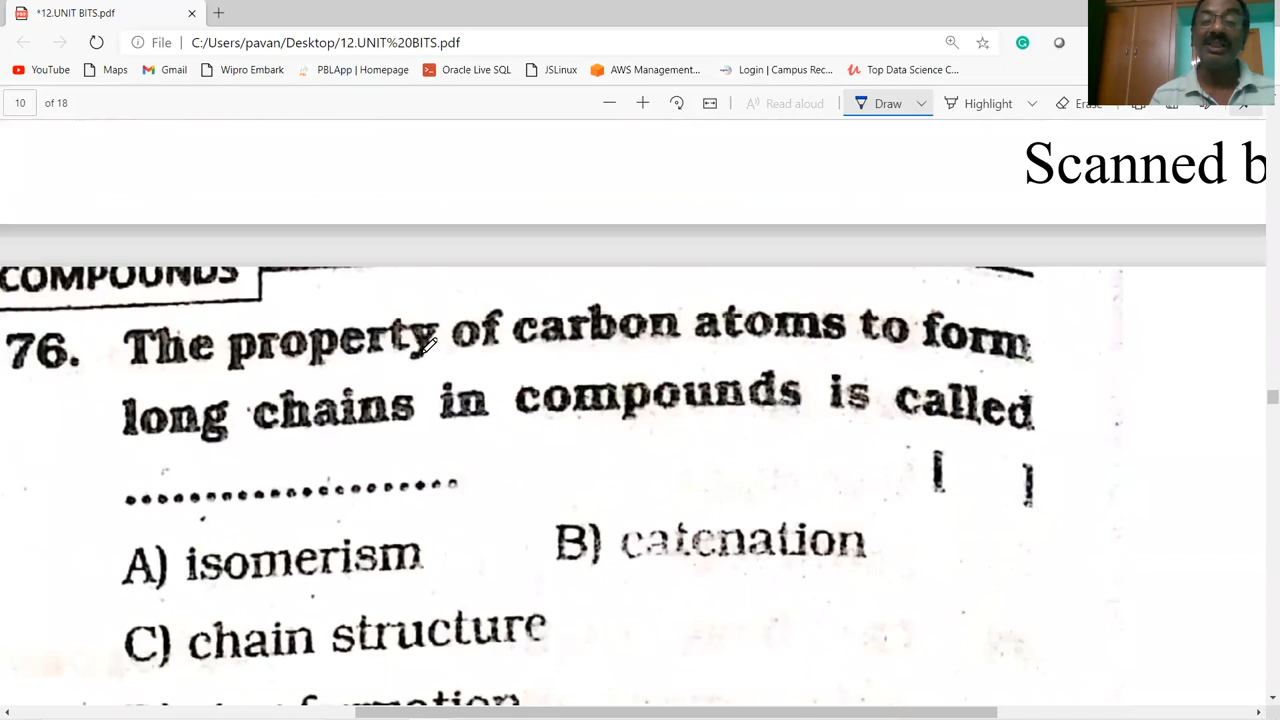 *12.UNIT BITS.pdf
File C:/Users/pavan/Desktop/12.UNIT%20BITS.pdf
YouTube Maps Gmail Wipro Embark PBLApp | Homepage Oracle Live SQL JSLinux AWS Management... Login | Campus Rec... Top Data Science C...
10 of 18 Read aloud Draw Highlight Erase
Scanned b
COMPOUNDS
76. The property of carbon atoms to form
long chains in compounds is called
..................... [ ]
A) isomerism B) catenation
C) chain structure